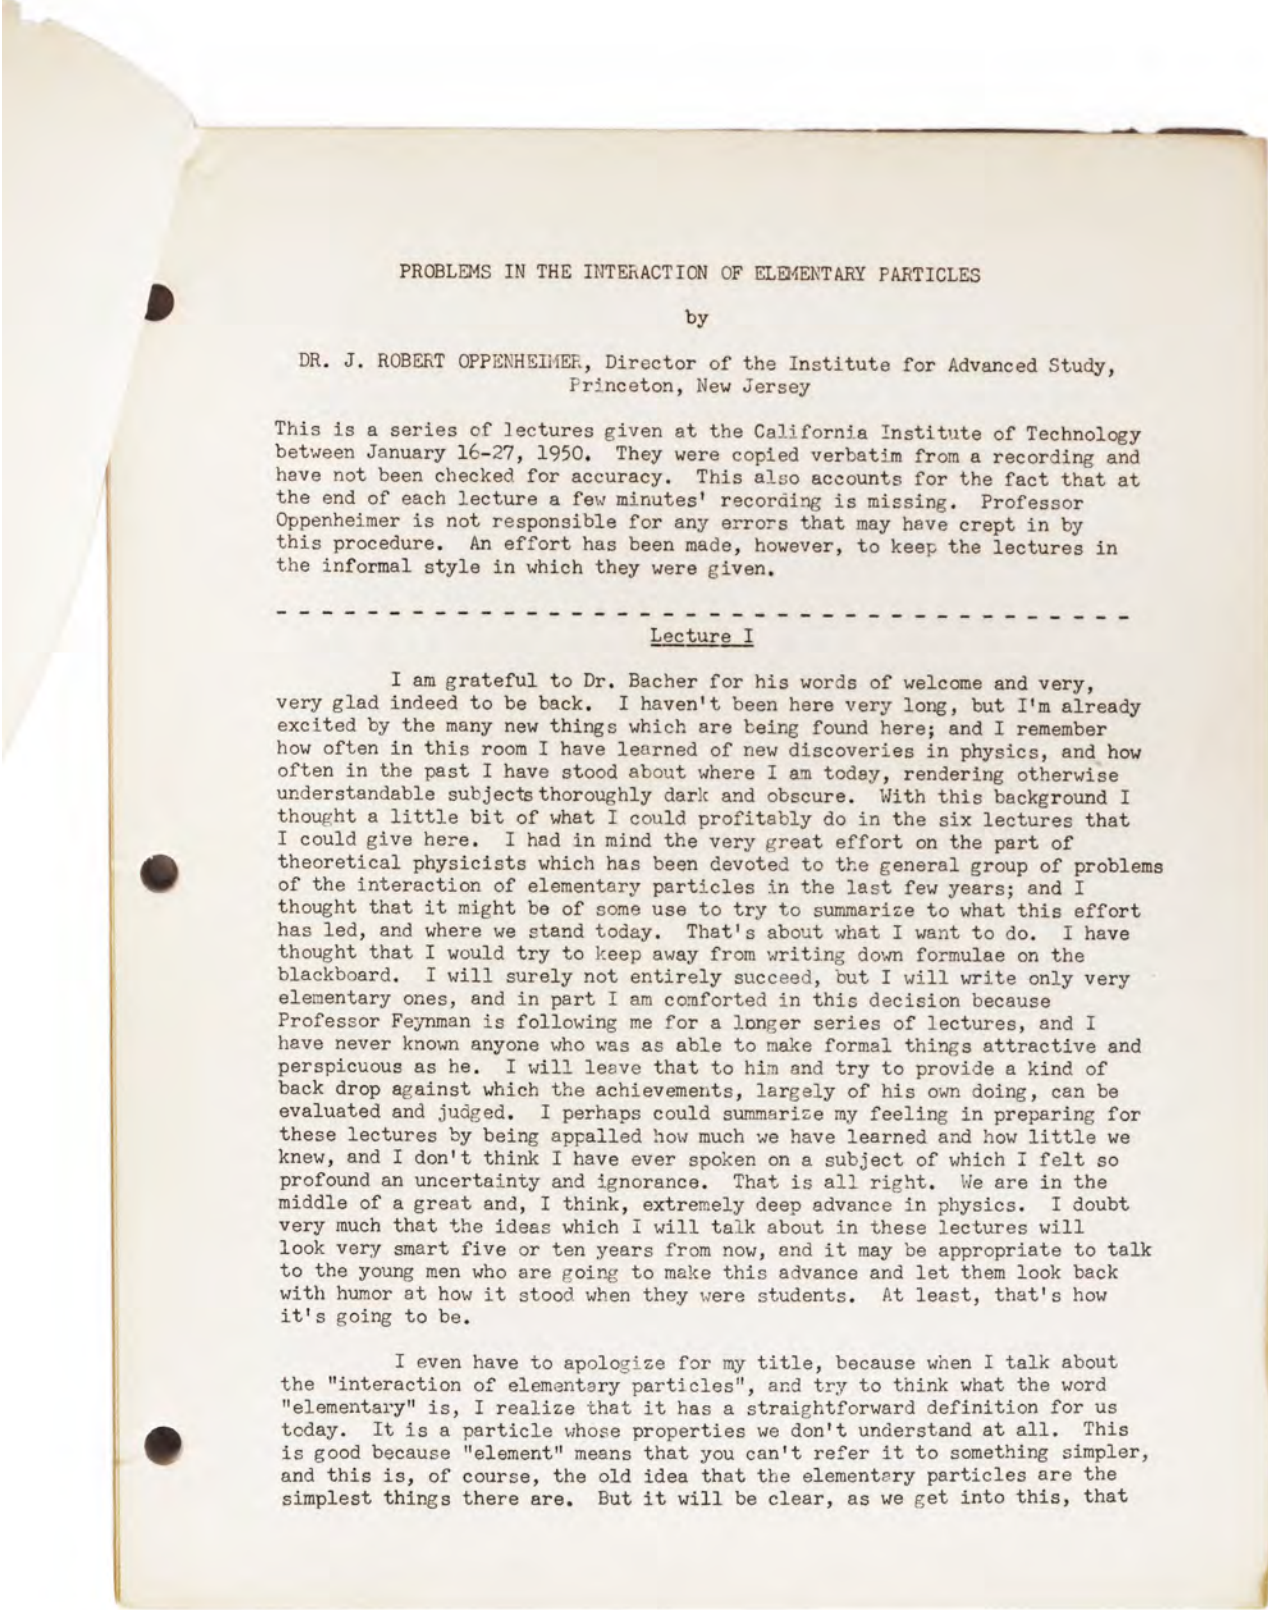 PROBLEMS IN THE INTERACTION OF ELEMENTARY PARTICLES
by
DR. J. ROBERT OPPENHEIMER, Director of the Institute for Advanced Study,
Princeton, New Jersey
This is a series of lectures given at the California Institute of Technology
between January 16-27, 1950. They were copied verbatim from a recording and
have not been checked for accuracy. This also accounts for the fact that at
the end of each lecture a few minutes' recording is missing. Professor
Oppenheimer is not responsible for any errors that may have crept in by
this procedure. An effort has been made, however, to keep the lectures in
the informal style in which they were given.
- - - - - - - - - - - - - - - - - - - - - - - - - - - - - - - - - - - - - -
Lecture I
I am grateful to Dr. Bacher for his words of welcome and very,
very glad indeed to be back. I haven't been here very long, but I'm already
excited by the many new things which are being found here; and I remember
how often in this room I have learned of new discoveries in physics, and how
often in the past I have stood about where I am today, rendering otherwise
understandable subjects thoroughly dark and obscure. With this background I
thought a little bit of what I could profitably do in the six lectures that
I could give here. I had in mind the very great effort on the part of
theoretical physicists which has been devoted to the general group of problems
of the interaction of elementary particles in the last few years; and I
thought that it might be of some use to try to summarize to what this effort
has led, and where we stand today. That's about what I want to do. I have
thought that I would try to keep away from writing down formulae on the
blackboard. I will surely not entirely succeed, but I will write only very
elementary ones, and in part I am comforted in this decision because
Professor Feynman is following me for a longer series of lectures, and I
have never known anyone who was as able to make formal things attractive and
perspicuous as he. I will leave that to him and try to provide a kind of
back drop against which the achievements, largely of his own doing, can be
evaluated and judged. I perhaps could summarize my feeling in preparing for
these lectures by being appalled how much we have learned and how little we
knew, and I don't think I have ever spoken on a subject of which I felt so
profound an uncertainty and ignorance. That is all right. We are in the
middle of a great and, I think, extremely deep advance in physics. I doubt
very much that the ideas which I will talk about in these lectures will
look very smart five or ten years from now, and it may be appropriate to talk
to the young men who are going to make this advance and let them look back
with humor at how it stood when they were students. At least, that's how
it's going to be.
I even have to apologize for my title, because when I talk about
the "interaction of elementary particles", and try to think what the word
"elementary" is, I realize that it has a straightforward definition for us
today. It is a particle whose properties we don't understand at all. This
is good because "element" means that you can't refer it to something simpler,
and this is, of course, the old idea that the elementary particles are the
simplest things there are. But it will be clear, as we get into this, that